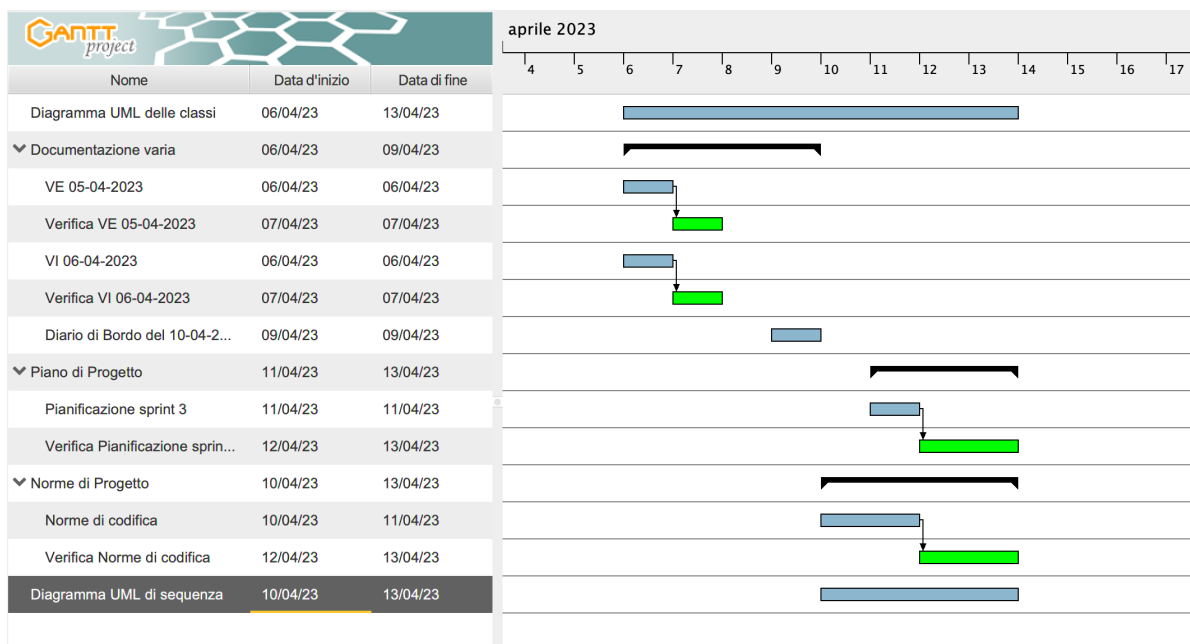 GANTT
project
aprile 2023
Nome Data d'inizio Data di fine
4 5 6 7 8 9 10 11 12 13 14 15 16 17
Diagramma UML delle classi 06/04/23 13/04/23
Documentazione varia 06/04/23 09/04/23
VE 05-04-2023 06/04/23 06/04/23
Verifica VE 05-04-2023 07/04/23 07/04/23
VI 06-04-2023 06/04/23 06/04/23
Verifica VI 06-04-2023 07/04/23 07/04/23
Diario di Bordo del 10-04-2... 09/04/23 09/04/23
Piano di Progetto 11/04/23 13/04/23
Pianificazione sprint 3 11/04/23 11/04/23
Verifica Pianificazione sprin... 12/04/23 13/04/23
Norme di Progetto 10/04/23 13/04/23
Norme di codifica 10/04/23 11/04/23
Verifica Norme di codifica 12/04/23 13/04/23
Diagramma UML di sequenza 10/04/23 13/04/23